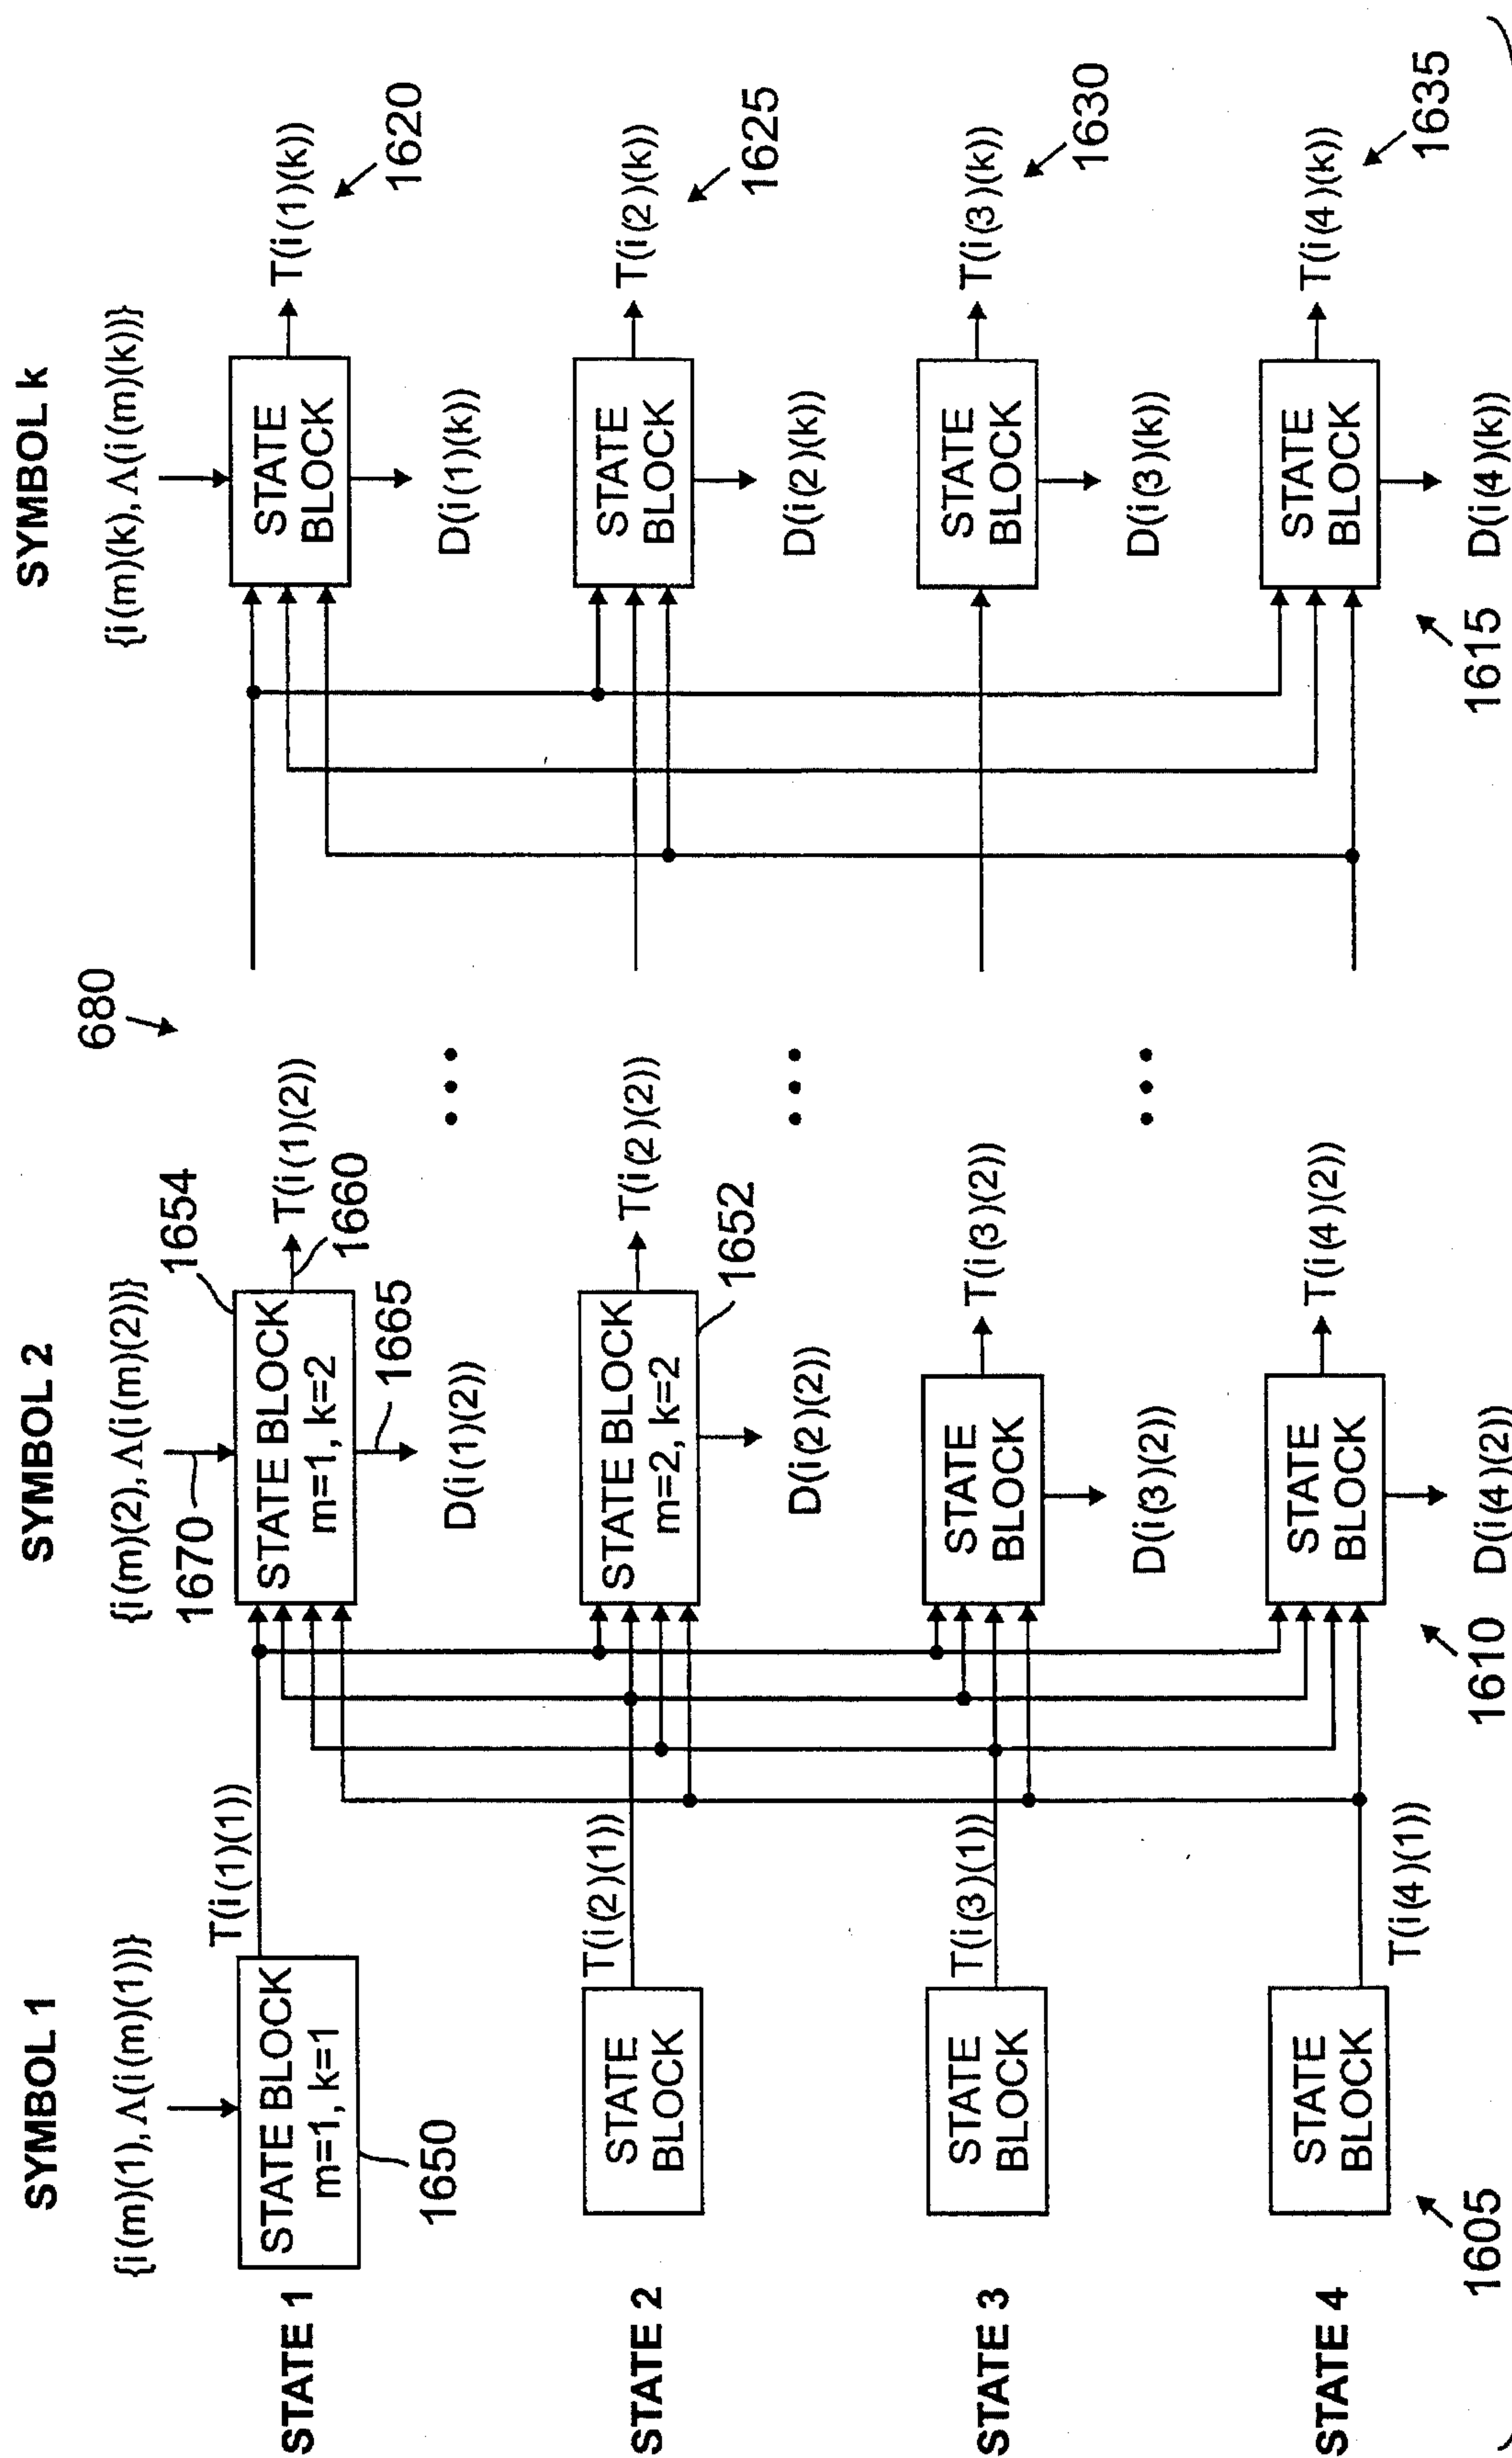 SYMBOL 1
SYMBOL 2
SYMBOL k
680
{i(m)(1),Λ(i(m)(1))}
{i(m)(2),Λ(i(m)(2))}
{i(m)(k),Λ(i(m)(k))}
1670
1654
STATE 1
STATE BLOCK
m=1, k=1
1650
T(i(1)(1))
STATE BLOCK
m=1, k=2
T(i(1)(2))
1660
1665
D(i(1)(2))
STATE
BLOCK
T(i(1)(k))
1620
D(i(1)(k))
STATE 2
STATE
BLOCK
T(i(2)(1))
STATE BLOCK
m=2, k=2
T(i(2)(2))
1652
D(i(2)(2))
STATE
BLOCK
T(i(2)(k))
1625
D(i(2)(k))
STATE 3
STATE
BLOCK
T(i(3)(1))
STATE
BLOCK
T(i(3)(2))
D(i(3)(2))
STATE
BLOCK
T(i(3)(k))
1630
D(i(3)(k))
STATE 4
STATE
BLOCK
T(i(4)(1))
STATE
BLOCK
T(i(4)(2))
STATE
BLOCK
T(i(4)(k))
1635
1605
1610
D(i(4)(2))
1615
D(i(4)(k))